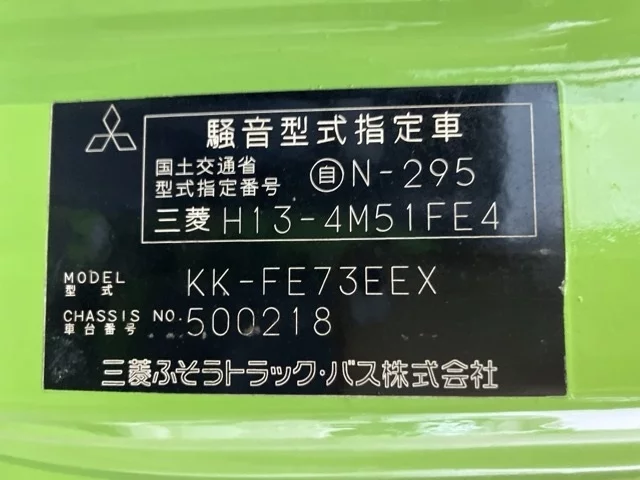 騒音型式指定車
国土交通省
型式指定番号 自N-295
三菱 H13-4M51FE4
MODEL
型式 KK-FE73EEX
CHASSIS NO.
車台番号 500218
三菱ふそうトラック・バス株式会社